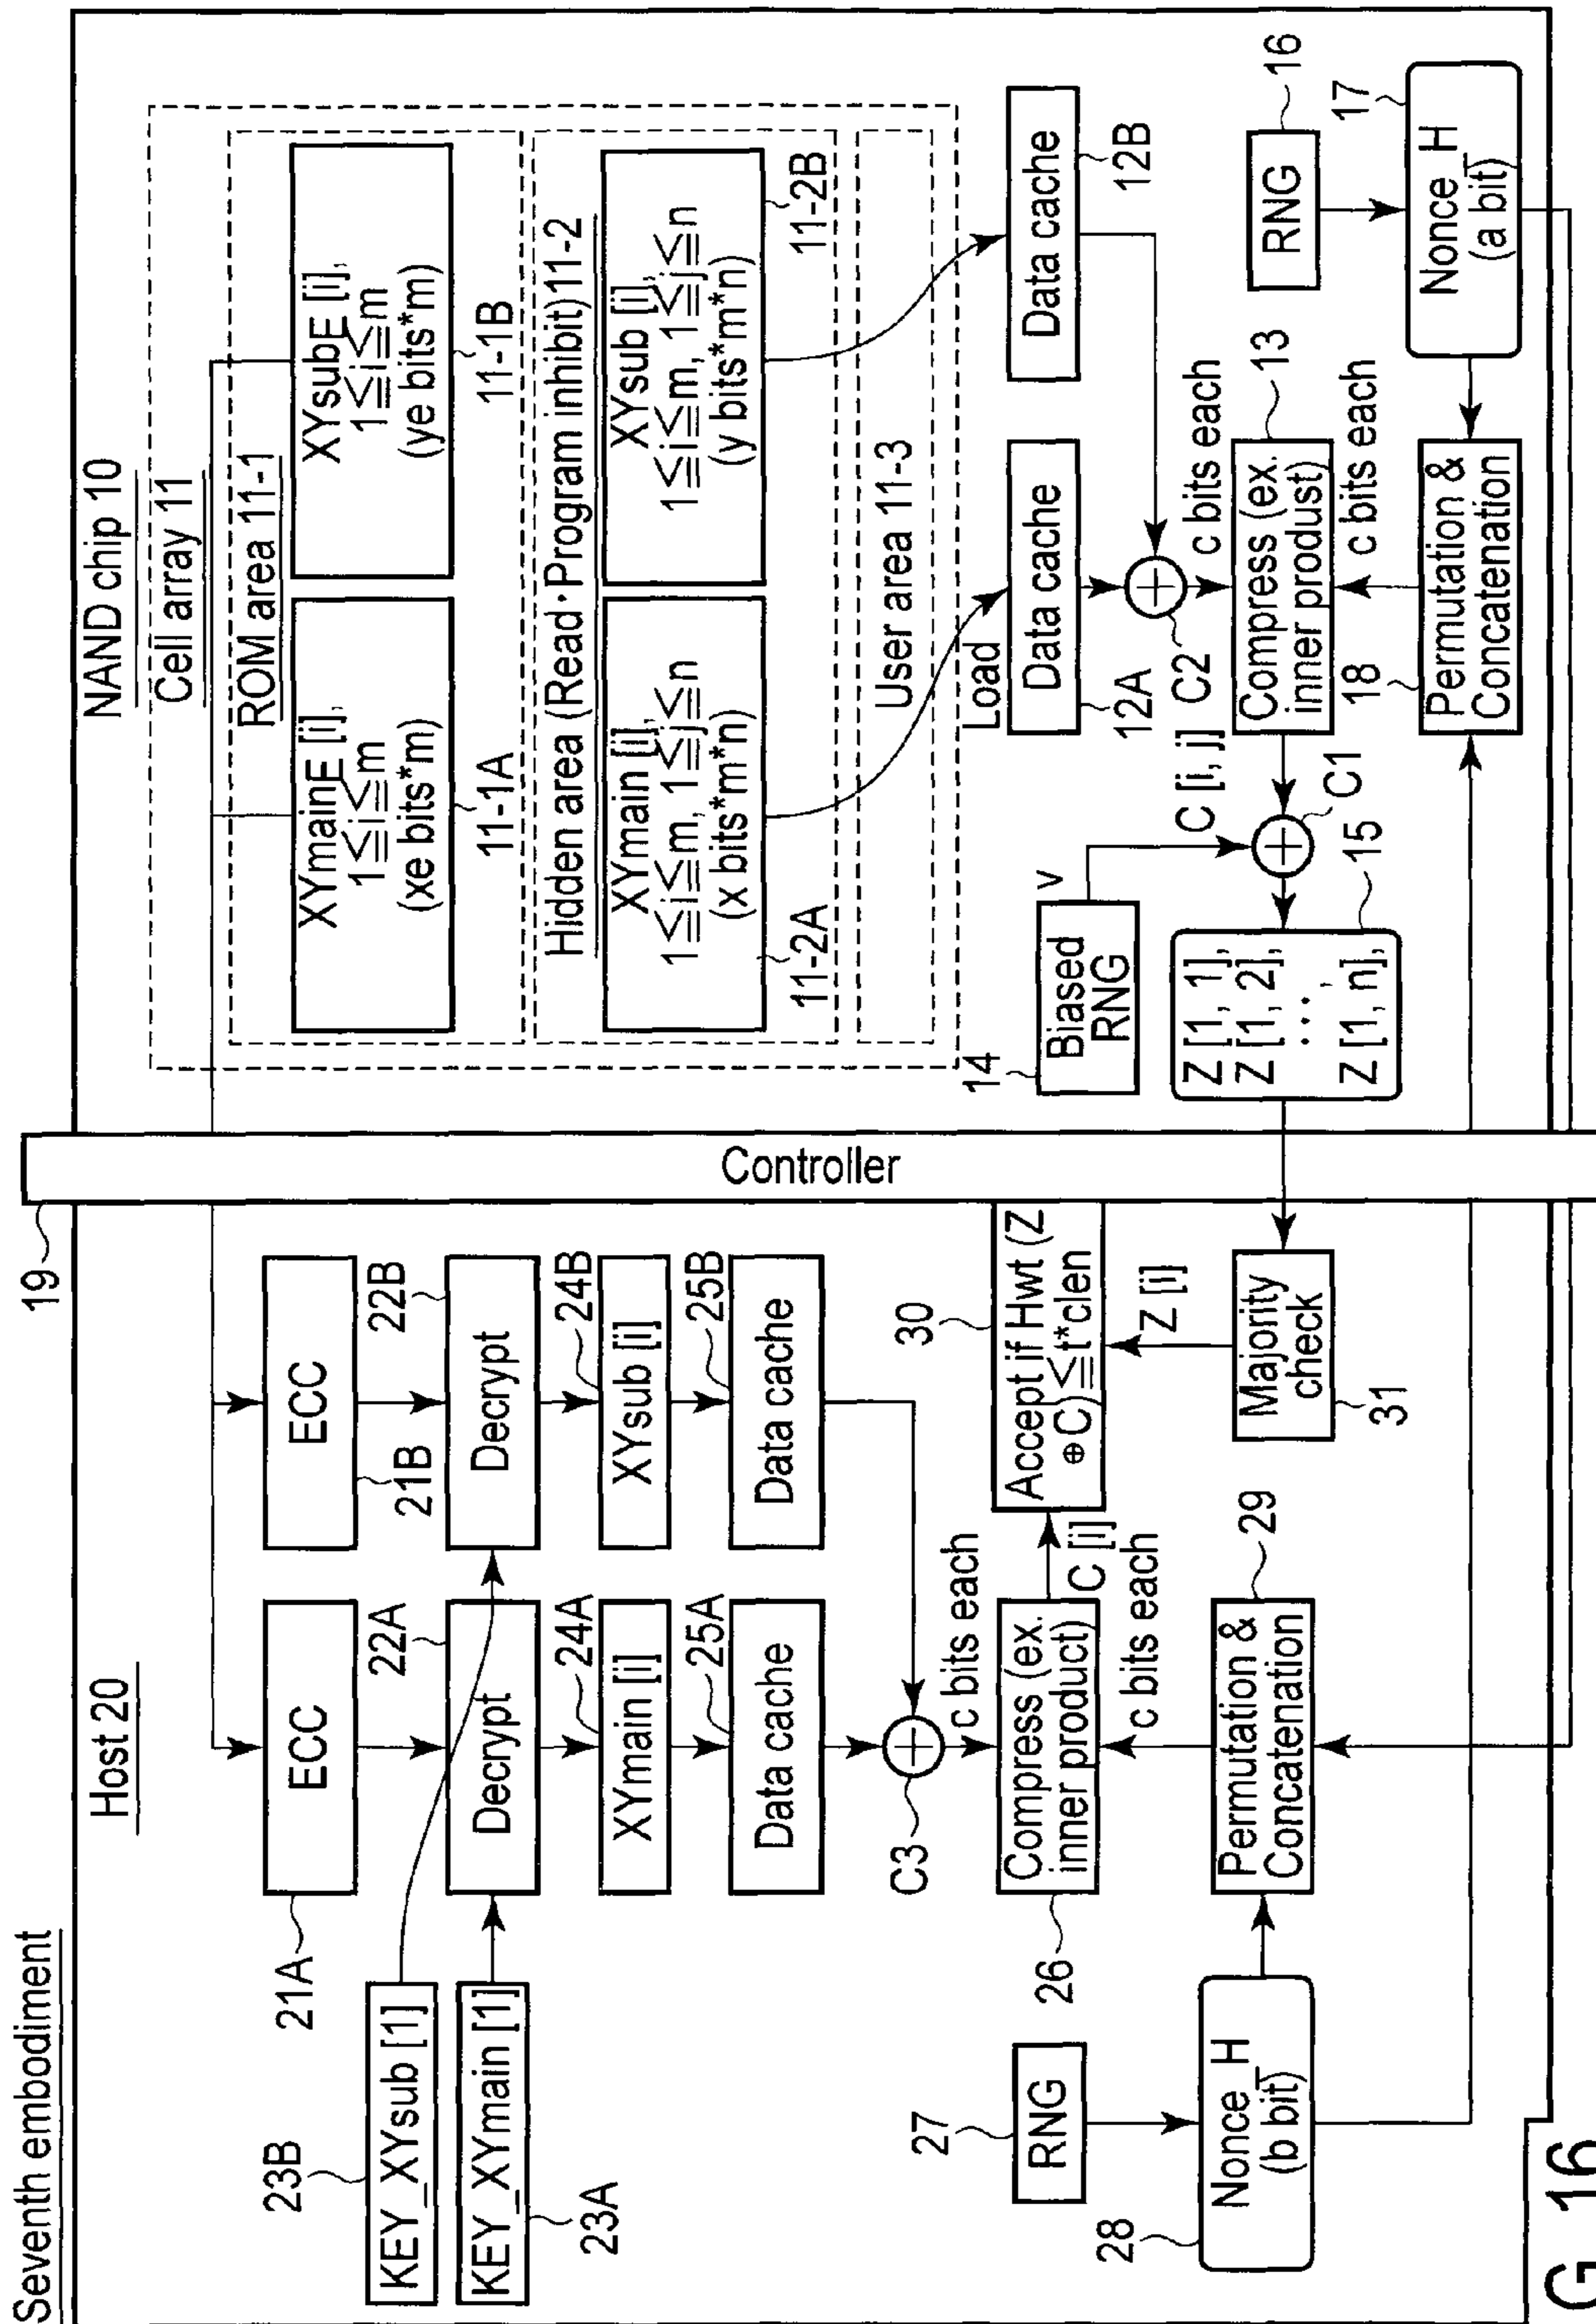 Seventh embodiment
Host 20
23B
KEY_XYsub [1]
KEY_XYmain [1]
23A
21A
ECC
21B
ECC
22A
Decrypt
22B
Decrypt
24A
XYmain [i]
24B
XYsub [i]
25A
Data cache
25B
Data cache
C3
c bits each
26
Compress (ex.
inner product)
C [i]
c bits each
27
RNG
28
Nonce_H
(b bit)
29
Permutation &
Concatenation
30
Accept if Hwt (Z
⊕C)≦t*clen
Z [i]
Majority
check
31
19
Controller
NAND chip 10
Cell array 11
ROM area 11-1
XYmainE [i],
1≦i≦m
(xe bits*m)
11-1A
XYsubE [i],
1≦i≦m
(ye bits*m)
11-1B
Hidden area (Read·Program inhibit)11-2
XYmain [i],
1≦i≦m, 1≦j≦n
(x bits*m*n)
11-2A
XYsub [i],
1≦i≦m, 1≦j≦n
(y bits*m*n)
11-2B
User area 11-3
Load
Data cache
12A
Data cache
12B
C2
c bits each
13
Compress (ex.
inner produst)
c bits each
14
Biased
RNG
v
C [i, j]
C1
15
Z [1, 1],
Z [1, 2],
...,
Z [1, n],
16
RNG
17
Nonce_H
(a bit)
18
Permutation &
Concatenation
G 16